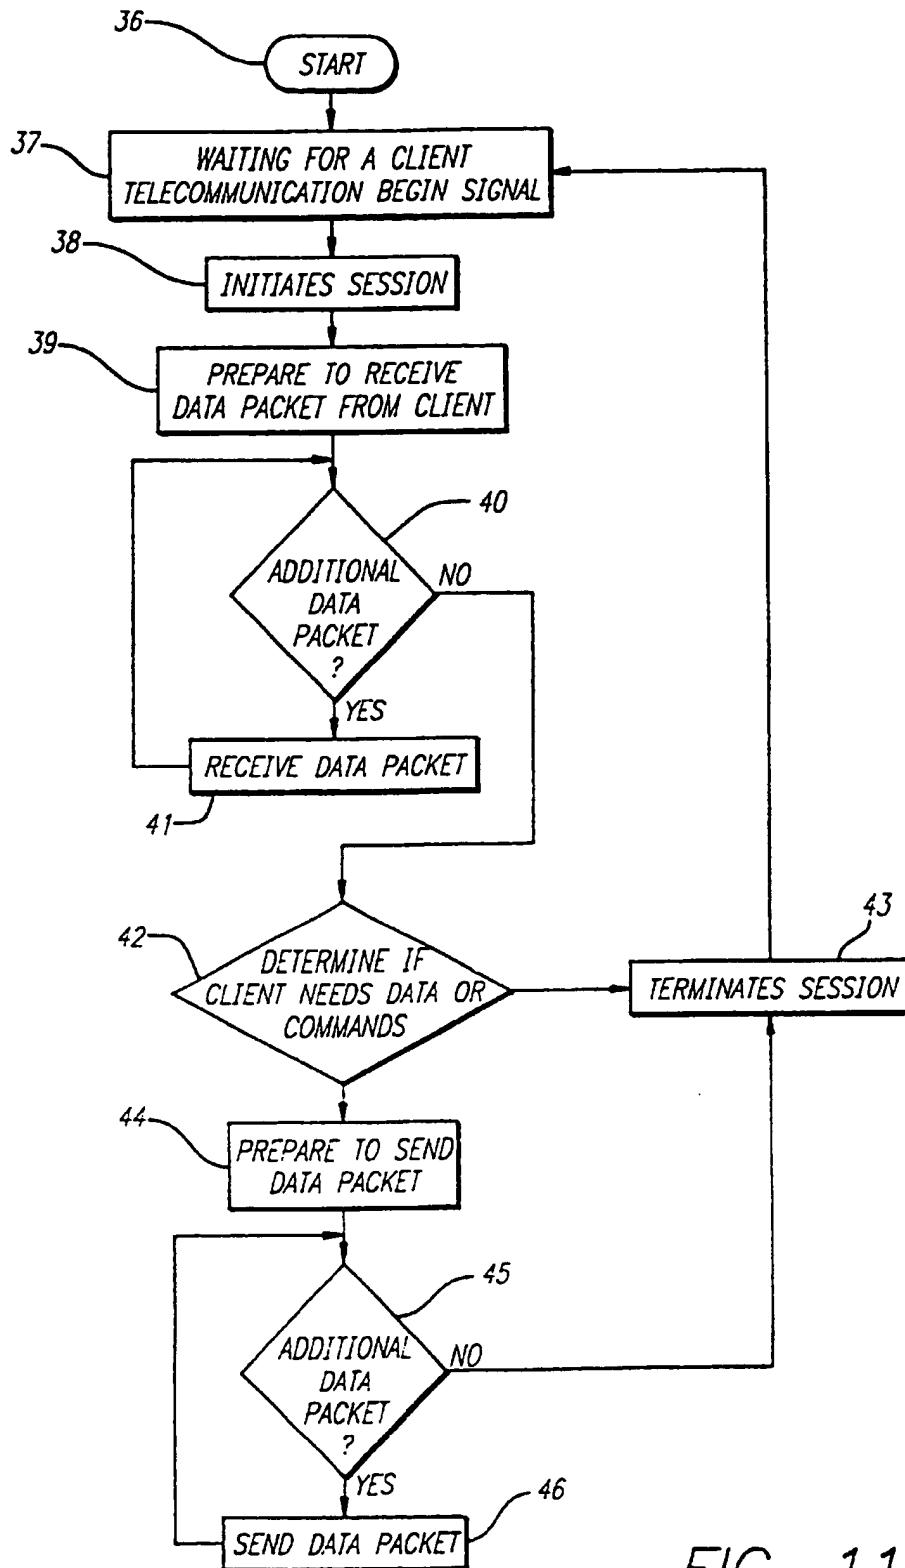 36
START
37
WAITING FOR A CLIENT
TELECOMMUNICATION BEGIN SIGNAL
38
INITIATES SESSION
39
PREPARE TO RECEIVE
DATA PACKET FROM CLIENT
40
ADDITIONAL
DATA
PACKET
?
NO
YES
RECEIVE DATA PACKET
41
42
DETERMINE IF
CLIENT NEEDS DATA OR
COMMANDS
43
TERMINATES SESSION
44
PREPARE TO SEND
DATA PACKET
45
ADDITIONAL
DATA
PACKET
?
NO
YES
46
SEND DATA PACKET
FIG. 11